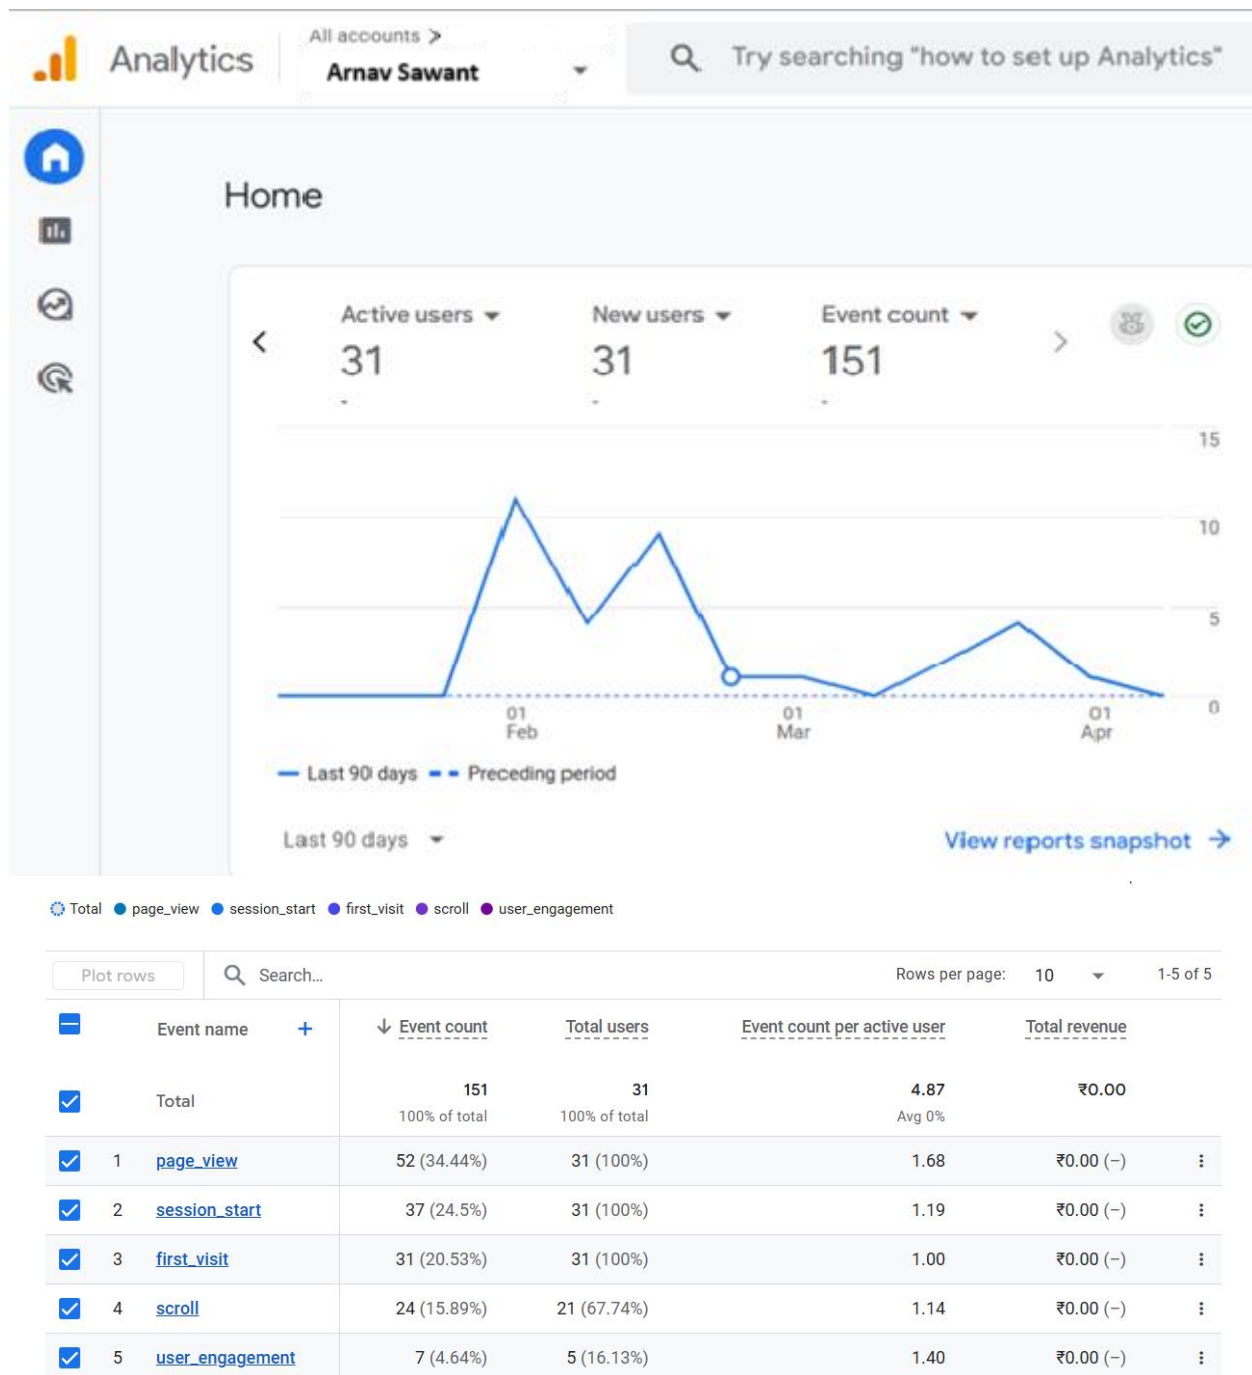 Analytics
All accounts >
Arnav Sawant
Try searching "how to set up Analytics"
Home
Active users
31
-
New users
31
-
Event count
151
-
15
10
5
0
01
Feb
01
Mar
01
Apr
Last 90 days
Preceding period
Last 90 days
View reports snapshot →
Total page_view session_start first_visit scroll user_engagement
Plot rows Search... Rows per page: 10 1-5 of 5
Event name + ↓ Event count Total users Event count per active user Total revenue
Total 151 31 4.87 ₹0.00
100% of total 100% of total Avg 0%
1 page_view 52 (34.44%) 31 (100%) 1.68 ₹0.00 (–)
2 session_start 37 (24.5%) 31 (100%) 1.19 ₹0.00 (–)
3 first_visit 31 (20.53%) 31 (100%) 1.00 ₹0.00 (–)
4 scroll 24 (15.89%) 21 (67.74%) 1.14 ₹0.00 (–)
5 user_engagement 7 (4.64%) 5 (16.13%) 1.40 ₹0.00 (–)